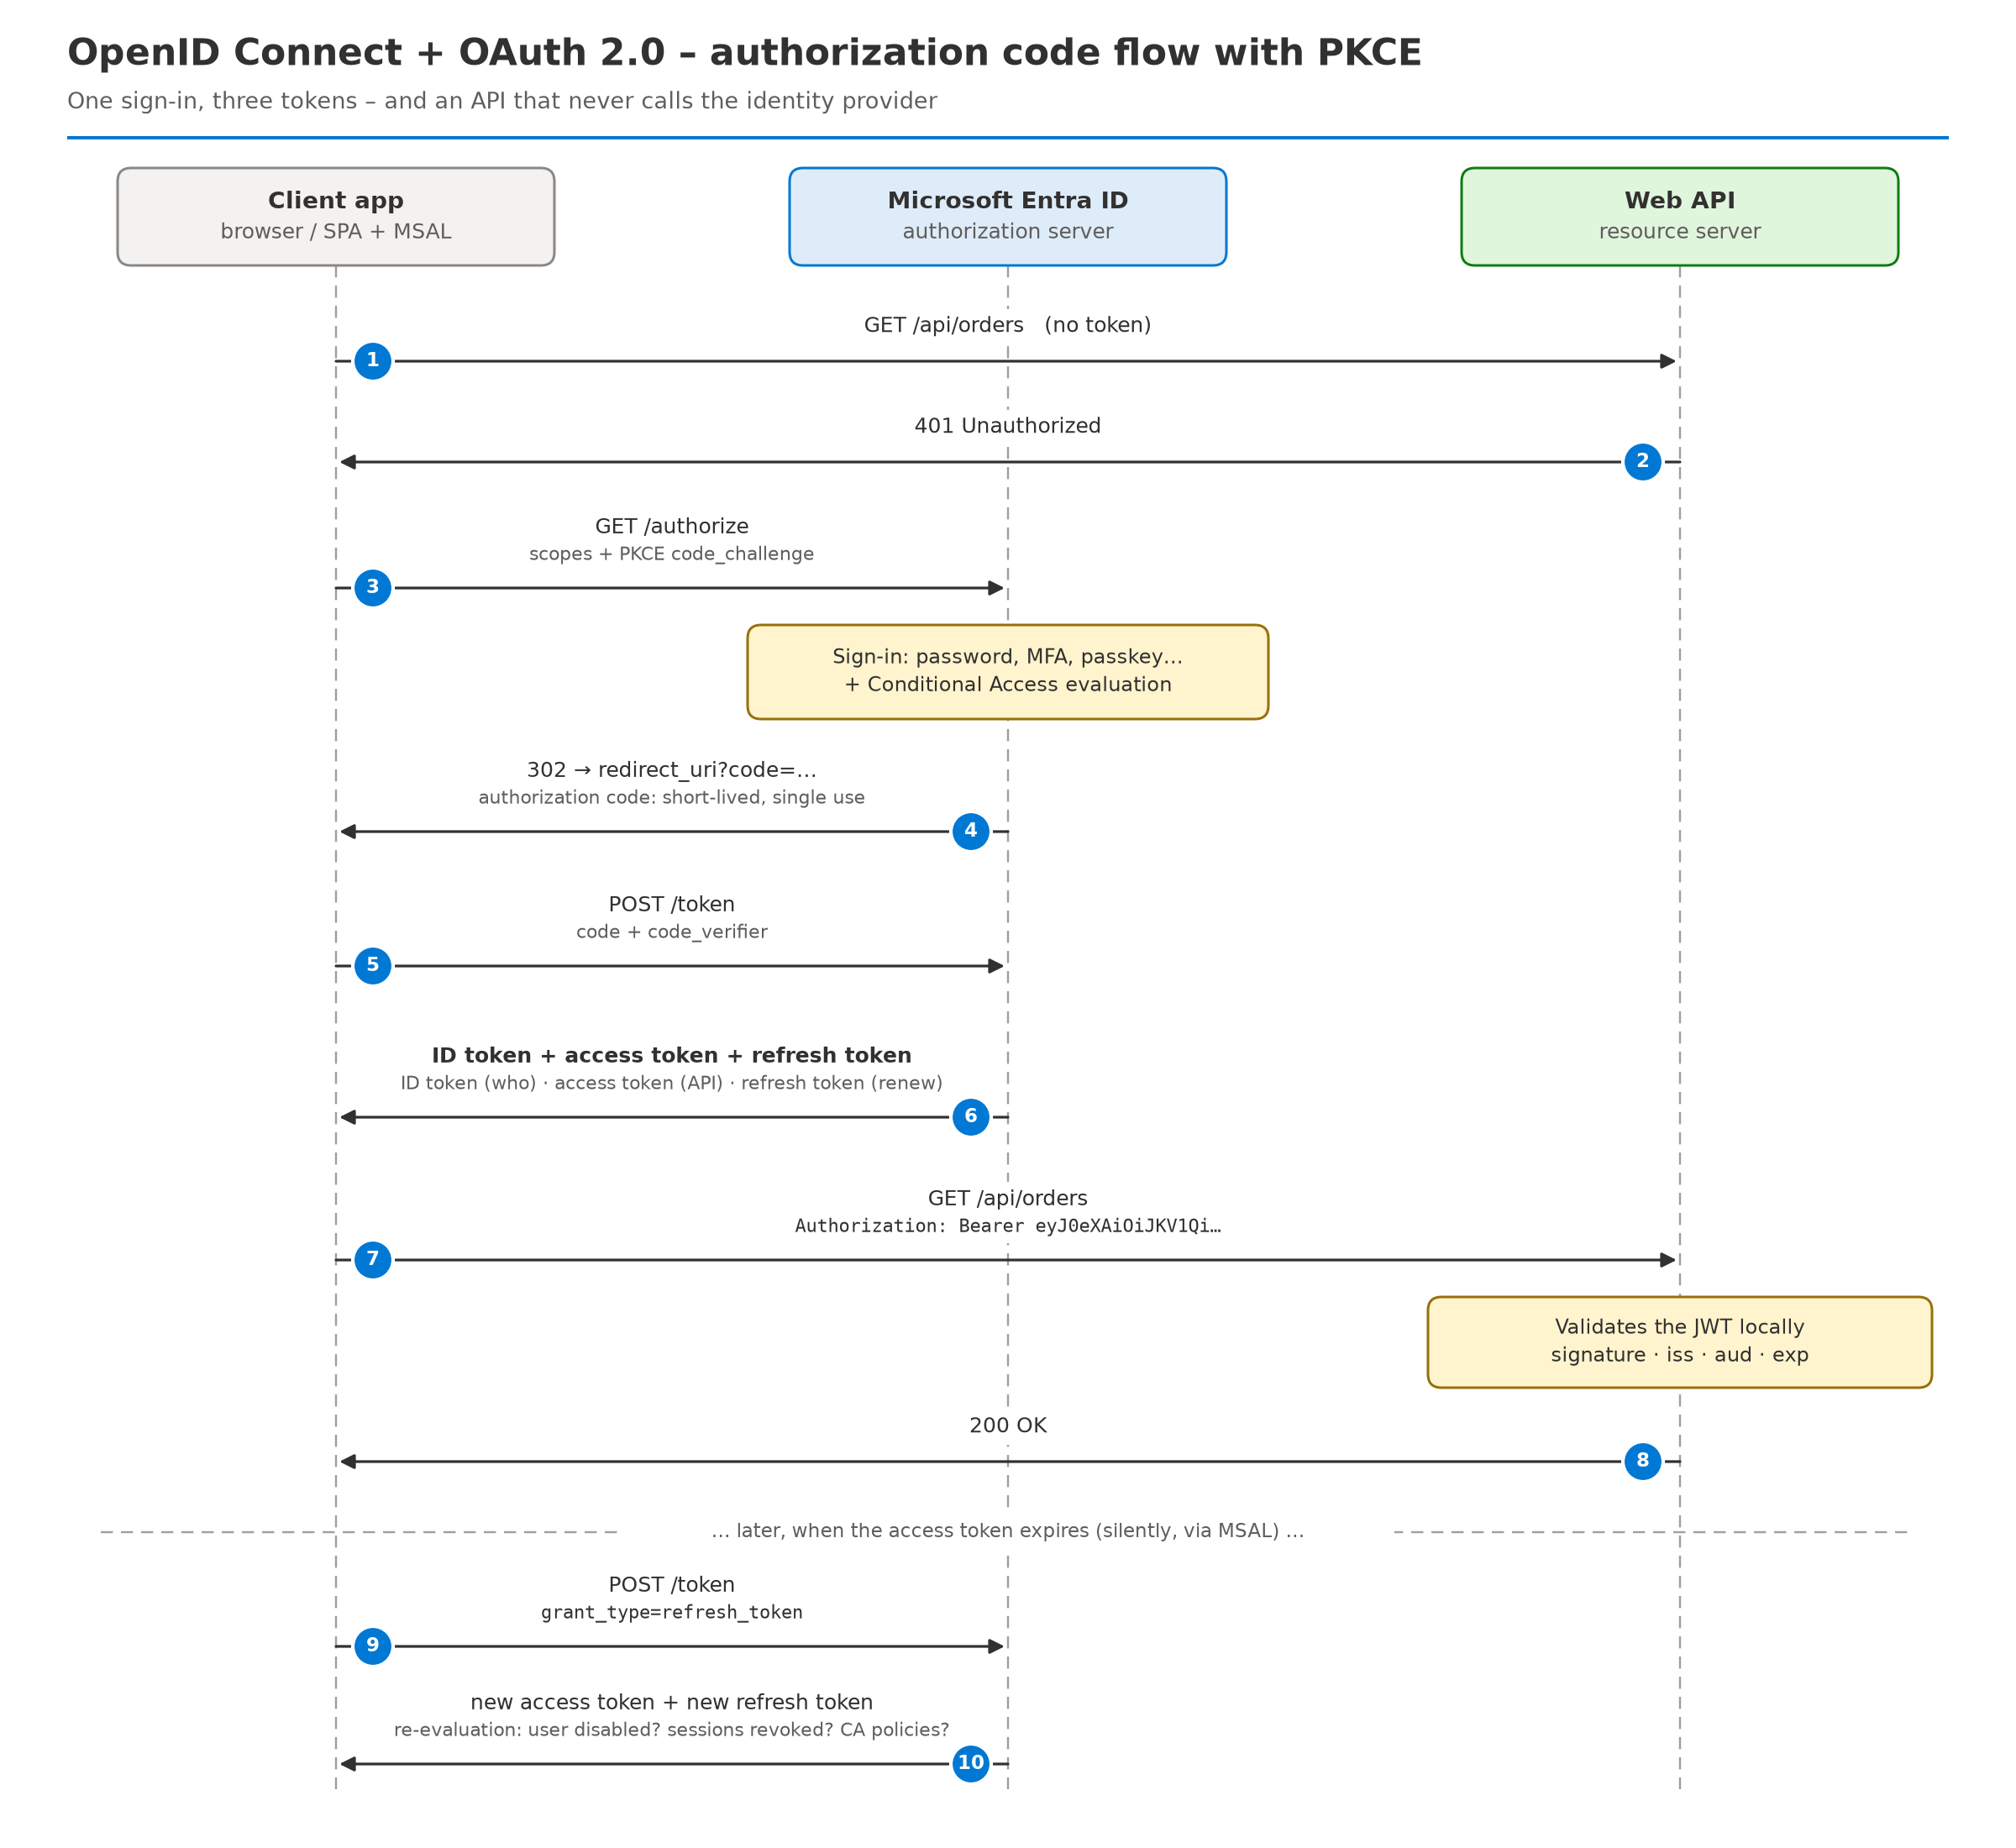 OpenID Connect + OAuth 2.0 – authorization code flow with PKCE
One sign-in, three tokens – and an API that never calls the identity provider
Client app
browser / SPA + MSAL
Microsoft Entra ID
authorization server
Web API
resource server
GET /api/orders (no token)
1
401 Unauthorized
2
GET /authorize
scopes + PKCE code_challenge
3
Sign-in: password, MFA, passkey…
+ Conditional Access evaluation
302 → redirect_uri?code=…
authorization code: short-lived, single use
4
POST /token
code + code_verifier
5
ID token + access token + refresh token
ID token (who) · access token (API) · refresh token (renew)
6
GET /api/orders
Authorization: Bearer eyJ0eXAiOiJKV1Qi…
7
Validates the JWT locally
signature · iss · aud · exp
200 OK
8
… later, when the access token expires (silently, via MSAL) …
POST /token
grant_type=refresh_token
9
new access token + new refresh token
re-evaluation: user disabled? sessions revoked? CA policies?
10